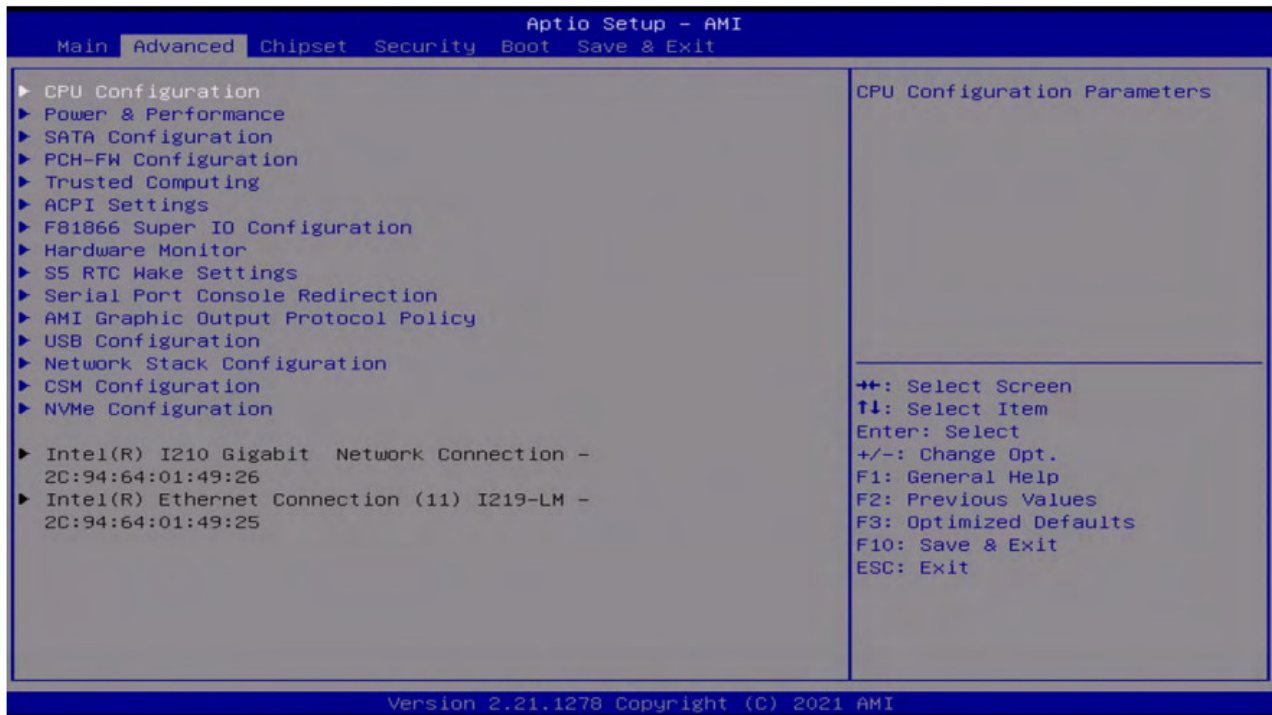 Aptio Setup – AMI
Main Advanced Chipset Security Boot Save & Exit
▶ CPU Configuration
▶ Power & Performance
▶ SATA Configuration
▶ PCH-FW Configuration
▶ Trusted Computing
▶ ACPI Settings
▶ F81866 Super IO Configuration
▶ Hardware Monitor
▶ S5 RTC Wake Settings
▶ Serial Port Console Redirection
▶ AMI Graphic Output Protocol Policy
▶ USB Configuration
▶ Network Stack Configuration
▶ CSM Configuration
▶ NVMe Configuration
▶ Intel(R) I210 Gigabit  Network Connection –
2C:94:64:01:49:26
▶ Intel(R) Ethernet Connection (11) I219-LM –
2C:94:64:01:49:25
CPU Configuration Parameters
→←: Select Screen
↑↓: Select Item
Enter: Select
+/-: Change Opt.
F1: General Help
F2: Previous Values
F3: Optimized Defaults
F10: Save & Exit
ESC: Exit
Version 2.21.1278 Copyright (C) 2021 AMI